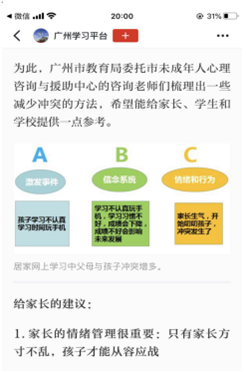 微信
20:00
31%
广州学习平台
为此，广州市教育局委托市未成年人心理
咨询与援助中心的咨询老师们梳理出一些
减少冲突的方法，希望能给家长、学生和
学校提供一点参考。
A
B
C
激发事件
信念系统
情绪和行为
孩子学习不认真
学习时间玩手机
学习不认真玩手
机，学习习惯不
好，成绩会下降，
成绩不好会影响
未来发展
家长生气，开
始吼叨孩子，
冲突发生了
居家网上学习中父母与孩子冲突增多。
给家长的建议：
1. 家长的情绪管理很重要：只有家长方
寸不乱，孩子才能从容应战